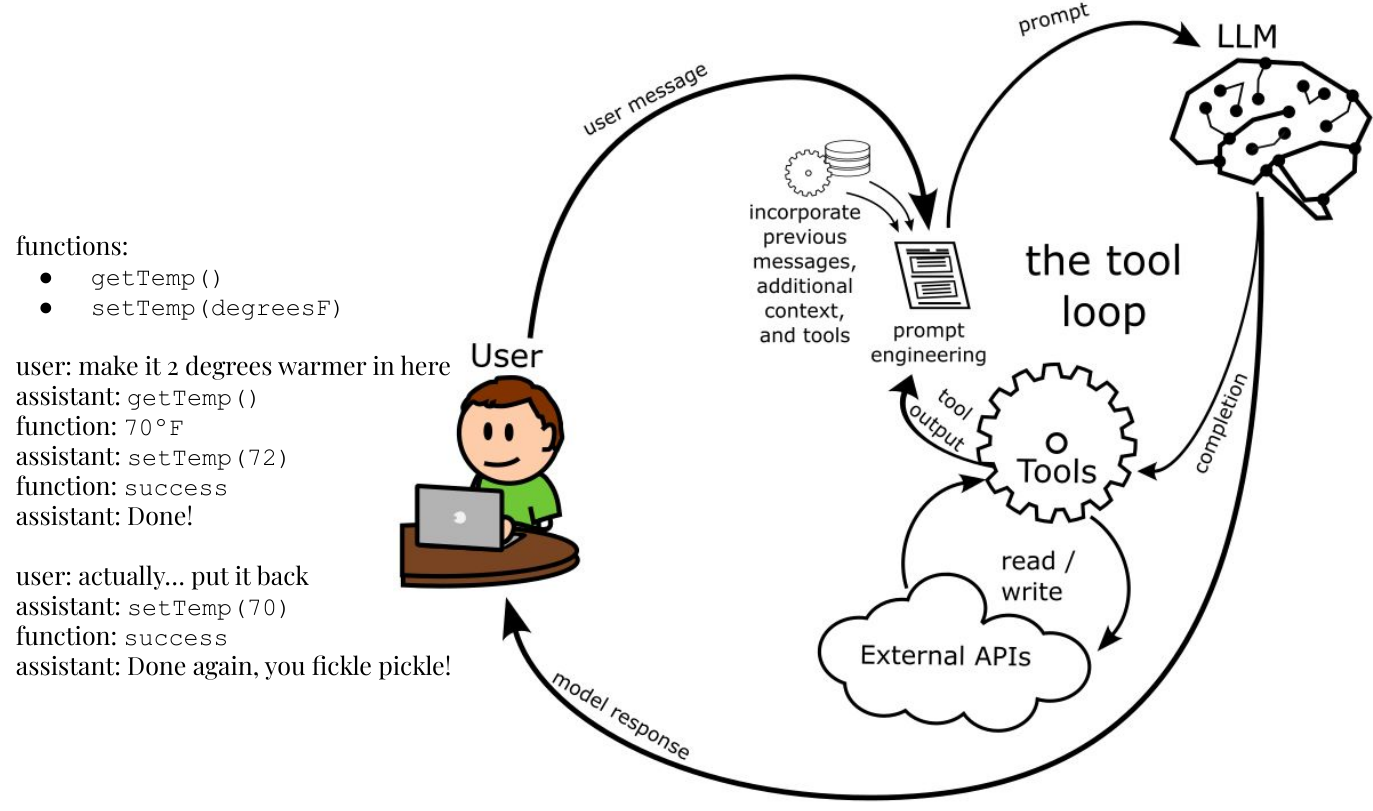 functions:
● getTemp()
● setTemp(degreesF)
user: make it 2 degrees warmer in here
assistant: getTemp()
function: 70°F
assistant: setTemp(72)
function: success
assistant: Done!
user: actually... put it back
assistant: setTemp(70)
function: success
assistant: Done again, you fickle pickle!
User
user message
incorporate
previous
messages,
additional
context,
and tools
prompt
engineering
prompt
LLM
the tool
loop
tool
output
Tools
completion
read /
write
External APIs
model response